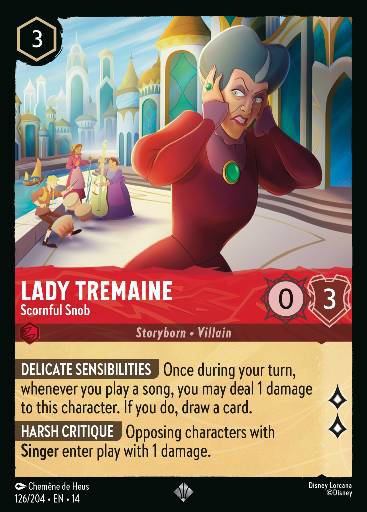 3
LADY TREMAINE
Scornful Snob
0
3
Storyborn • Villain
DELICATE SENSIBILITIES Once during your turn,
whenever you play a song, you may deal 1 damage
to this character. If you do, draw a card.
HARSH CRITIQUE Opposing characters with
Singer enter play with 1 damage.
Chemène de Heus
126/204 • EN • 14
Disney Lorcana
©Disney